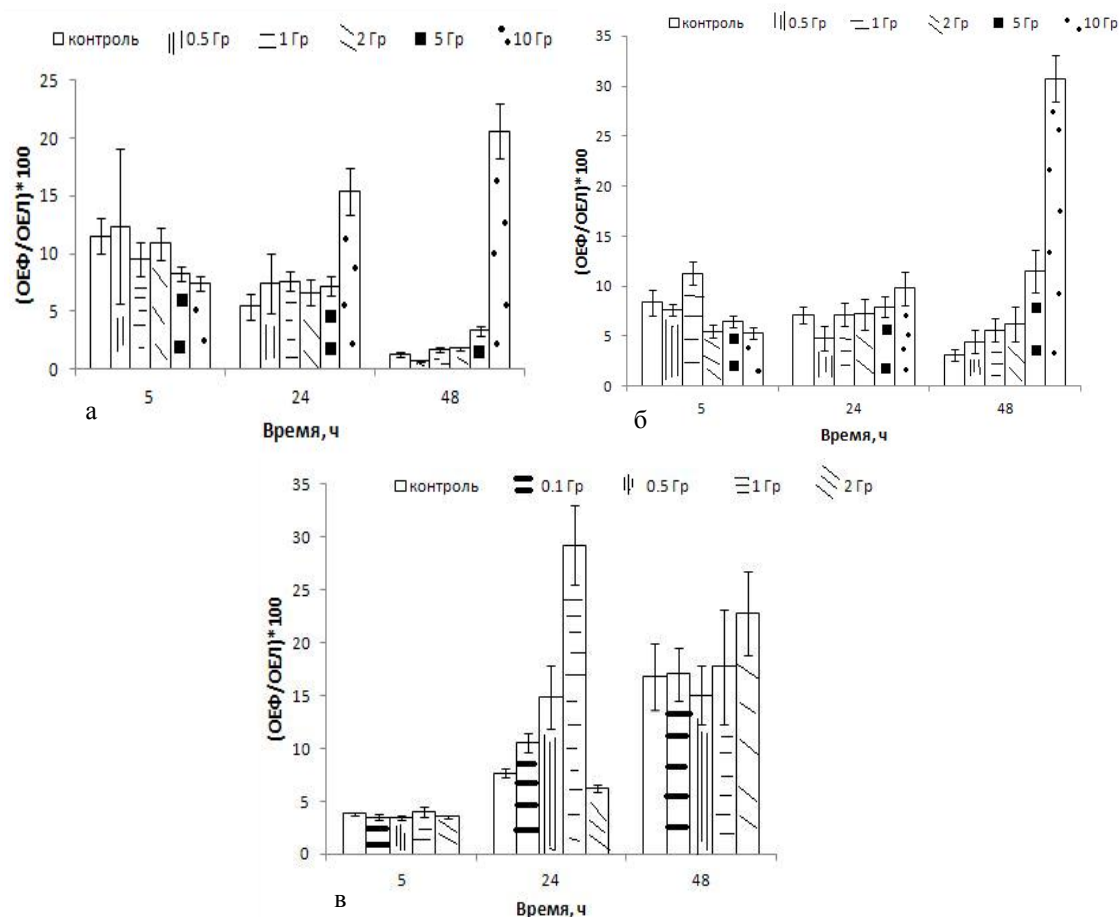 контроль 0.5 Гр 1 Гр 2 Гр 5 Гр 10 Гр
(ОЕФ/ОЕЛ)*100
25
20
15
10
5
0
5 24 48
Время, ч
а
контроль 0.5 Гр 1 Гр 2 Гр 5 Гр 10 Гр
(ОЕФ/ОЕЛ)*100
35
30
25
20
15
10
5
0
5 24 48
Время, ч
б
контроль 0.1 Гр 0.5 Гр 1 Гр 2 Гр
(ОЕФ/ОЕЛ)*100
35
30
25
20
15
10
5
0
5 24 48
Время, ч
в